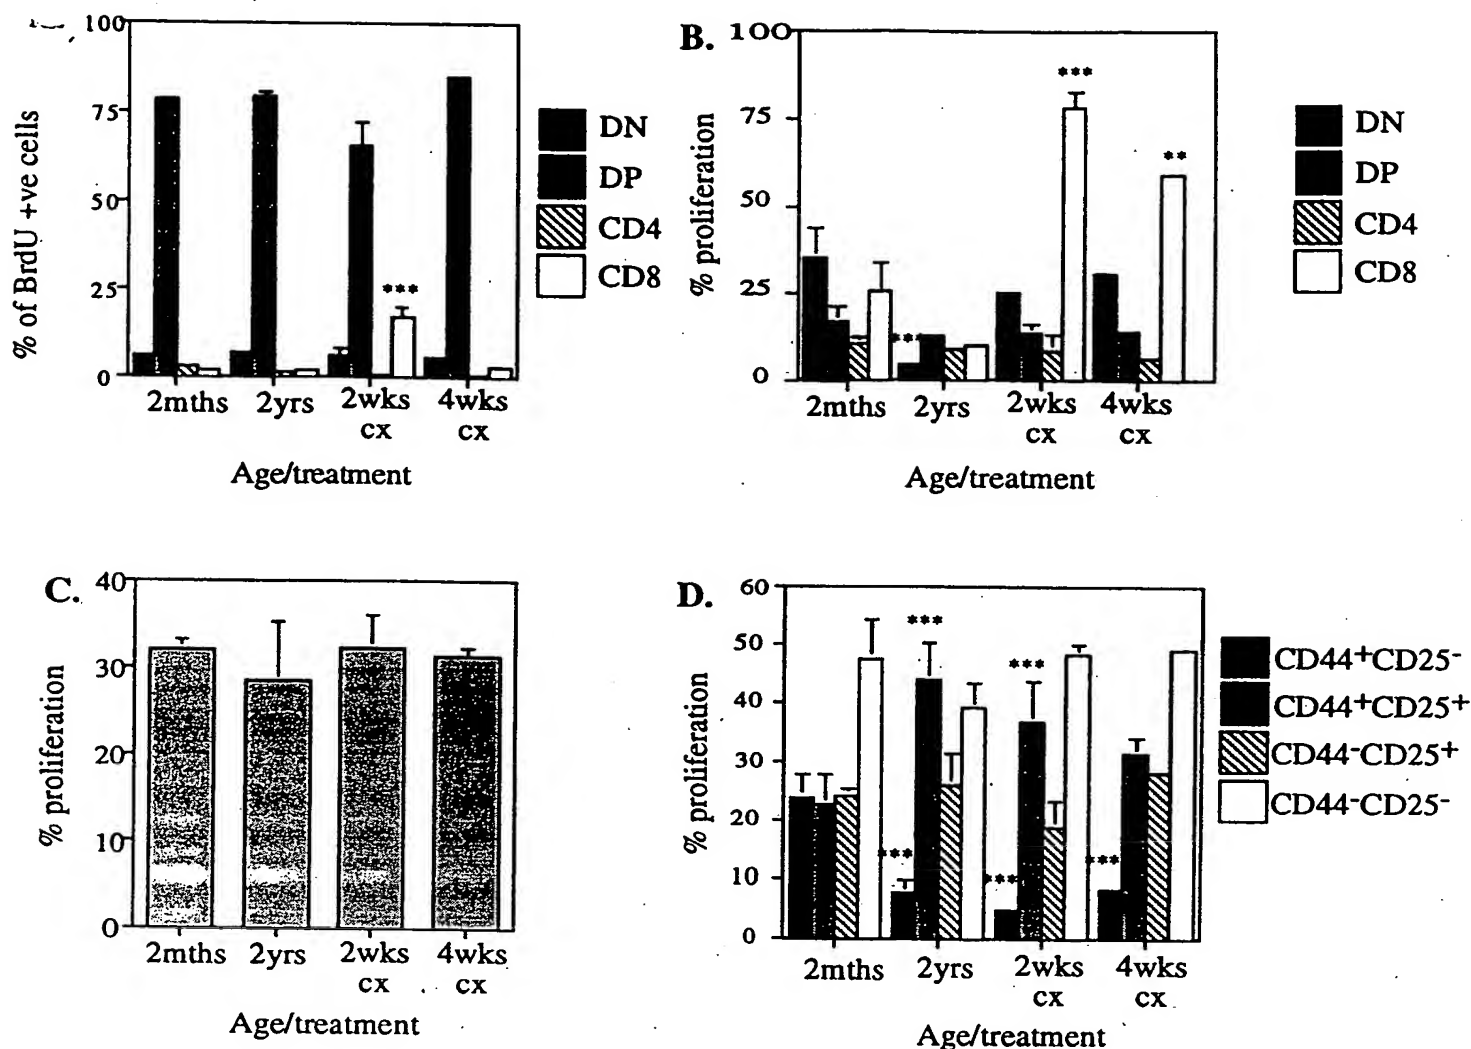 100
75
50
25
0
% of BrdU +ve cells
***
2mths 2yrs 2wks cx 4wks cx
Age/treatment
DN
DP
CD4
CD8
B.
100
75
50
25
0
% proliferation
***
***
**
2mths 2yrs 2wks cx 4wks cx
Age/treatment
DN
DP
CD4
CD8
C.
40
30
20
10
0
% proliferation
2mths 2yrs 2wks cx 4wks cx
Age/treatment
D.
60
50
40
30
20
10
0
% proliferation
***
***
***
***
***
2mths 2yrs 2wks cx 4wks cx
Age/treatment
CD44+CD25-
CD44+CD25+
CD44-CD25+
CD44-CD25-